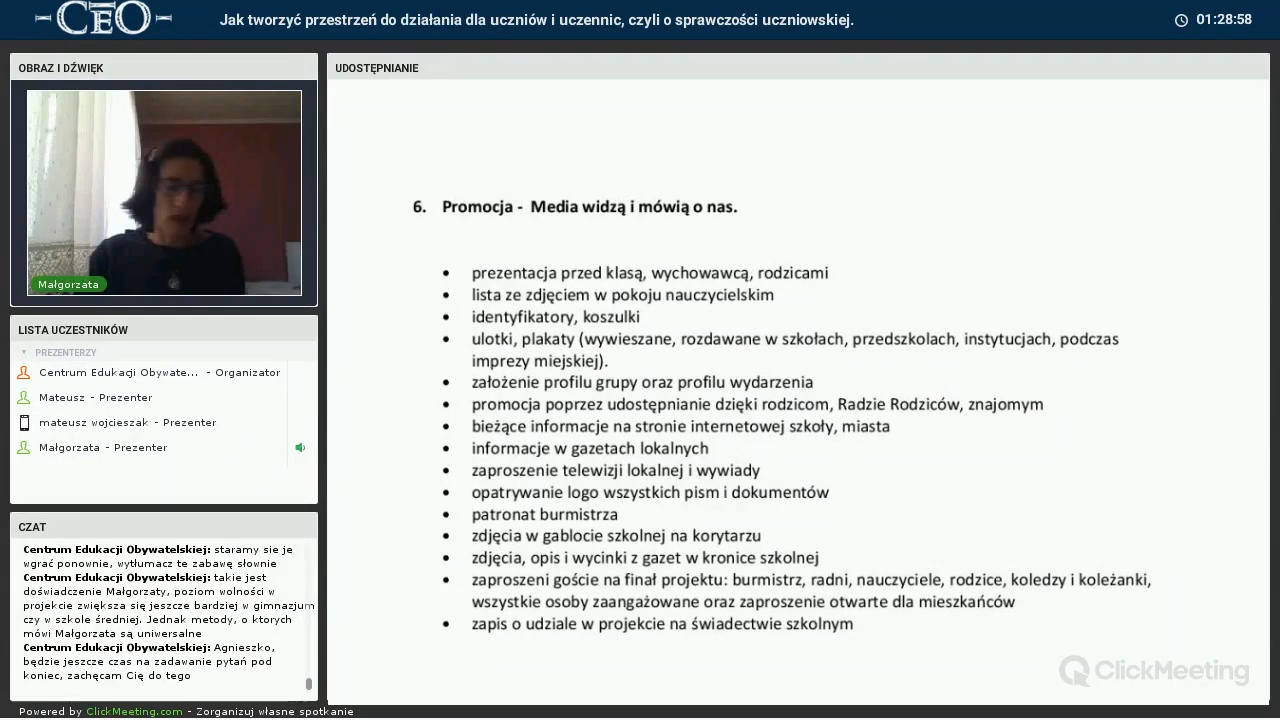 CEO
Jak tworzyć przestrzeń do działania dla uczniów i uczennic, czyli o sprawczości uczniowskiej.
01:28:58
OBRAZ I DŹWIĘK
Małgorzata
LISTA UCZESTNIKÓW
PREZENTERZY
Centrum Edukacji Obywate... - Organizator
Mateusz - Prezenter
mateusz wojcieszak - Prezenter
Małgorzata - Prezenter
CZAT
Centrum Edukacji Obywatelskiej: staramy sie je
wgrać ponownie, wytłumacz te zabawę słownie
Centrum Edukacji Obywatelskiej: takie jest
doświadczenie Małgorzaty, poziom wolności w
projekcie zwiększa się jeszcze bardziej w gimnazjum
czy w szkole średniej. Jednak metody, o ktorych
mówi Małgorzata są uniwersalne
Centrum Edukacji Obywatelskiej: Agnieszko,
będzie jeszcze czas na zadawanie pytań pod
koniec, zachęcam Cię do tego
UDOSTĘPNIANIE
6. Promocja - Media widzą i mówią o nas.
• prezentacja przed klasą, wychowawcą, rodzicami
• lista ze zdjęciem w pokoju nauczycielskim
• identyfikatory, koszulki
• ulotki, plakaty (wywieszane, rozdawane w szkołach, przedszkolach, instytucjach, podczas
imprezy miejskiej).
• założenie profilu grupy oraz profilu wydarzenia
• promocja poprzez udostępnianie dzięki rodzicom, Radzie Rodziców, znajomym
• bieżące informacje na stronie internetowej szkoły, miasta
• informacje w gazetach lokalnych
• zaproszenie telewizji lokalnej i wywiady
• opatrywanie logo wszystkich pism i dokumentów
• patronat burmistrza
• zdjęcia w gablocie szkolnej na korytarzu
• zdjęcia, opis i wycinki z gazet w kronice szkolnej
• zaproszeni goście na finał projektu: burmistrz, radni, nauczyciele, rodzice, koledzy i koleżanki,
wszystkie osoby zaangażowane oraz zaproszenie otwarte dla mieszkańców
• zapis o udziale w projekcie na świadectwie szkolnym
ClickMeeting
Powered by ClickMeeting.com - Zorganizuj własne spotkanie